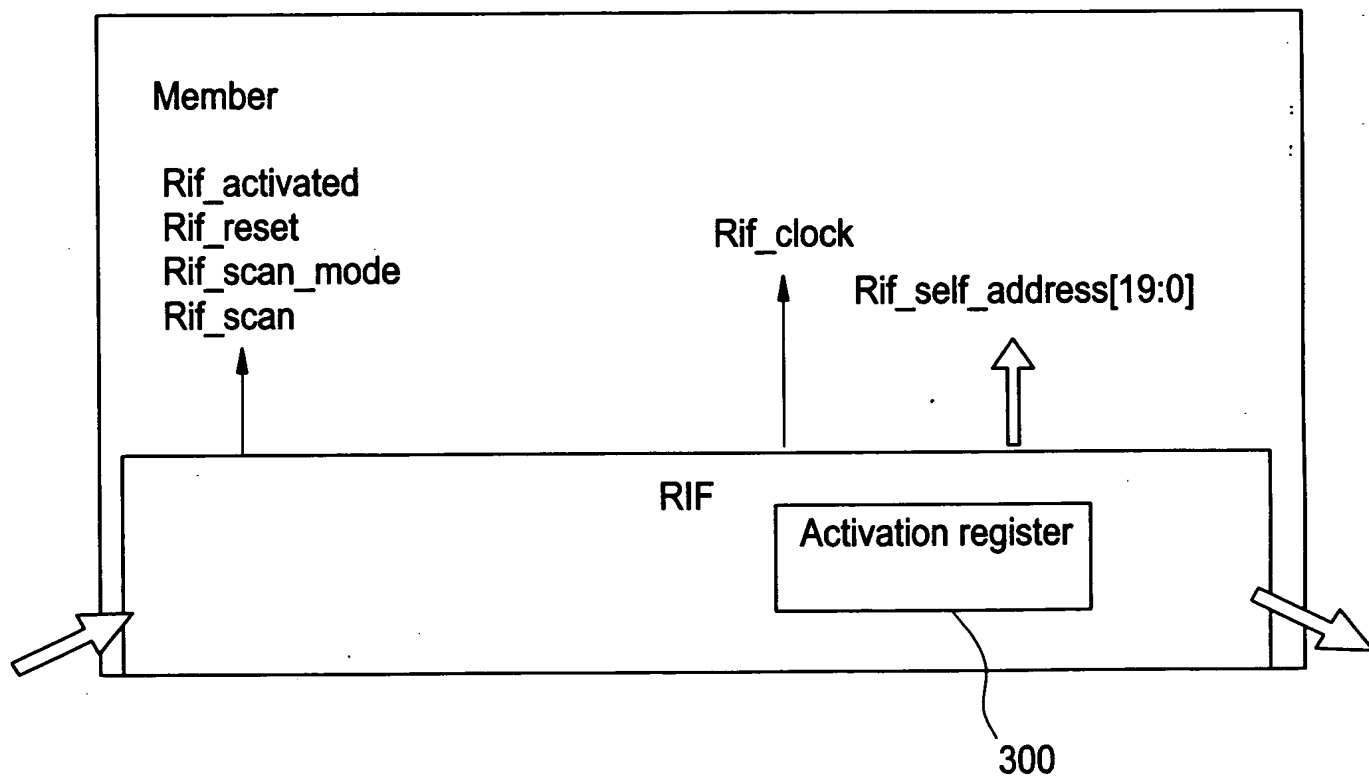 Member
Rif_activated
Rif_reset
Rif_scan_mode
Rif_scan
Rif_clock
Rif_self_address[19:0]
RIF
Activation register
300